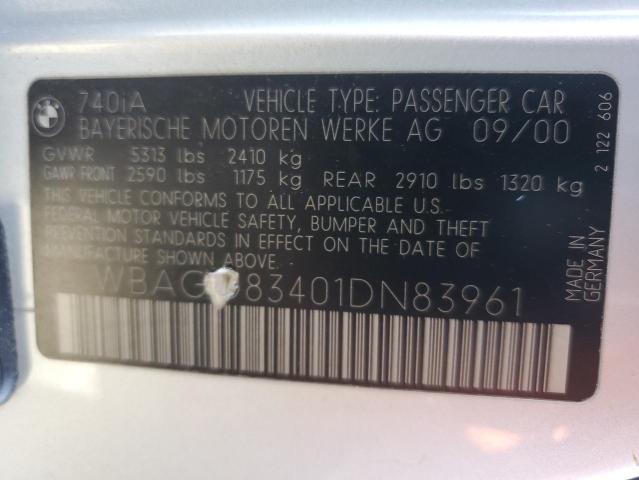 BMW
740iA VEHICLE TYPE: PASSENGER CAR
BAYERISCHE MOTOREN WERKE AG 09/00
GVWR 5313 lbs 2410 kg
GAWR FRONT 2590 lbs 1175 kg REAR 2910 lbs 1320 kg
THIS VEHICLE CONFORMS TO ALL APPLICABLE U.S.
FEDERAL MOTOR VEHICLE SAFETY, BUMPER AND THEFT
PREVENTION STANDARDS IN EFFECT ON THE DATE OF
MANUFACTURE SHOWN ABOVE.
MADE IN
GERMANY
2 122 606